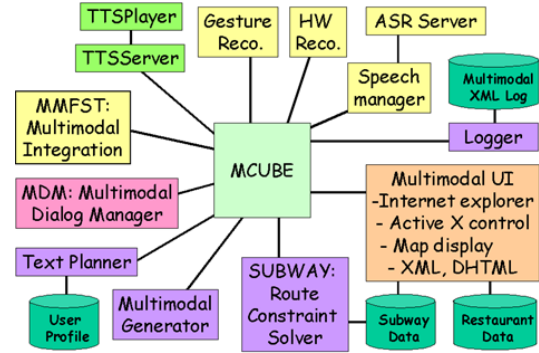 TTSPlayer
TTSServer
Gesture
Reco.
HW
Reco.
ASR Server
Speech
manager
Multimodal
XML Log
Logger
MMFST:
Multimodal
Integration
MCUBE
MDM: Multimodal
Dialog Manager
Multimodal UI
-Internet explorer
- Active X control
- Map display
- XML, DHTML
Text Planner
User
Profile
Multimodal
Generator
SUBWAY:
Route
Constraint
Solver
Subway
Data
Restaurant
Data